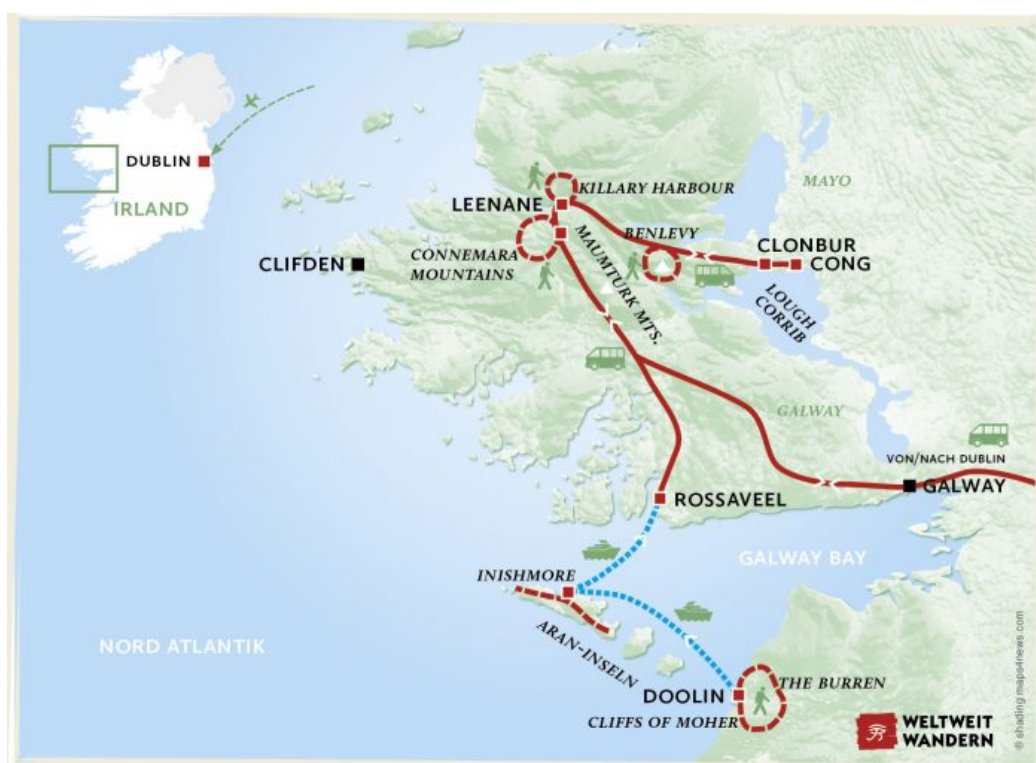 DUBLIN
IRLAND
MAYO
KILLARY HARBOUR
LEENANE
BENLEVY
CLONBUR
CONG
CONNEMARA
MOUNTAINS
CLIFDEN
MAUMTURK MTS.
LOUGH
CORRIB
GALWAY
VON/NACH DUBLIN
GALWAY
ROSSAVEEL
GALWAY BAY
INISHMORE
ARAN-INSELN
NORD ATLANTIK
THE BURREN
DOOLIN
CLIFFS OF MOHER
WELTWEIT
WANDERN
© shading maps4news.com